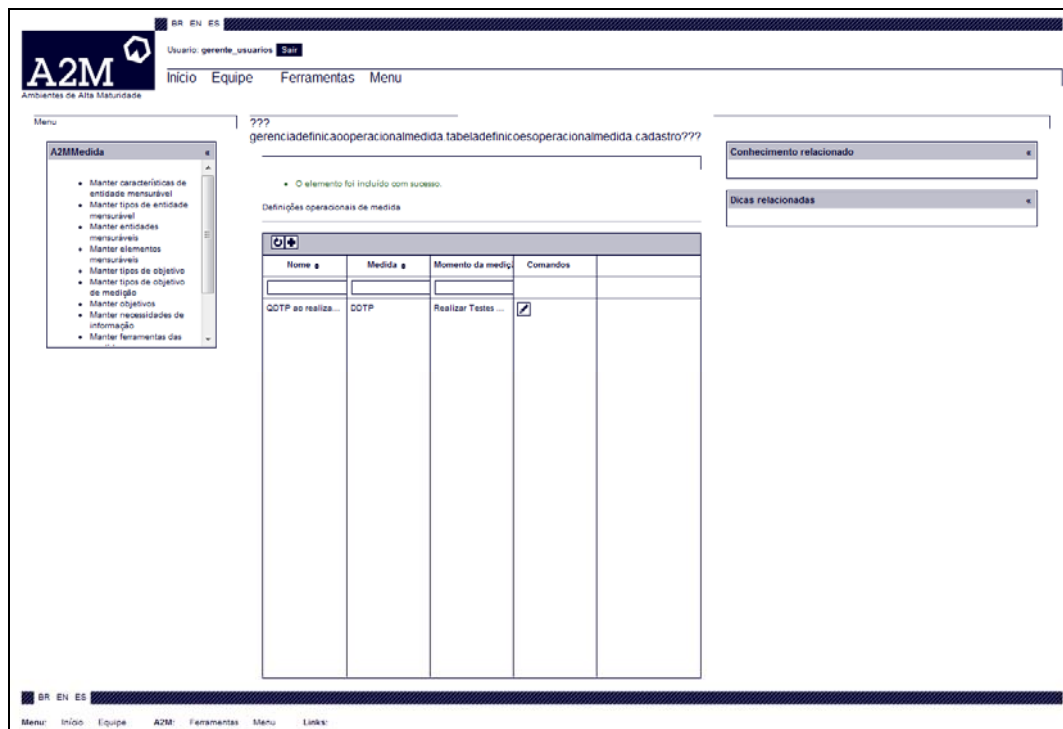 BR EN ES
Usuario: gerente_usuarios Sair
A2M
Início Equipe Ferramentas Menu
Ambientes de Alta Maturidade
Menu
A2MMedida «
Manter características de
entidade mensurável
Manter tipos de entidade
mensurável
Manter entidades
mensuráveis
Manter elementos
mensuráveis
Manter tipos de objetivo
Manter tipos de objetivo
de medição
Manter objetivos
Manter necessidades de
informação
Manter ferramentas das
???
gerenciadefinicaooperacionalmedida.tabeladefinicoesoperacionalmedida.cadastro???
O elemento foi incluído com sucesso.
Definições operacionais de medida
Nome Medida Momento da mediç Comandos
QDTP ao realiza... DDTP Realizar Testes ...
Conhecimento relacionado «
Dicas relacionadas «
BR EN ES
Menu: Início Equipe A2M: Ferramentas Menu Links: